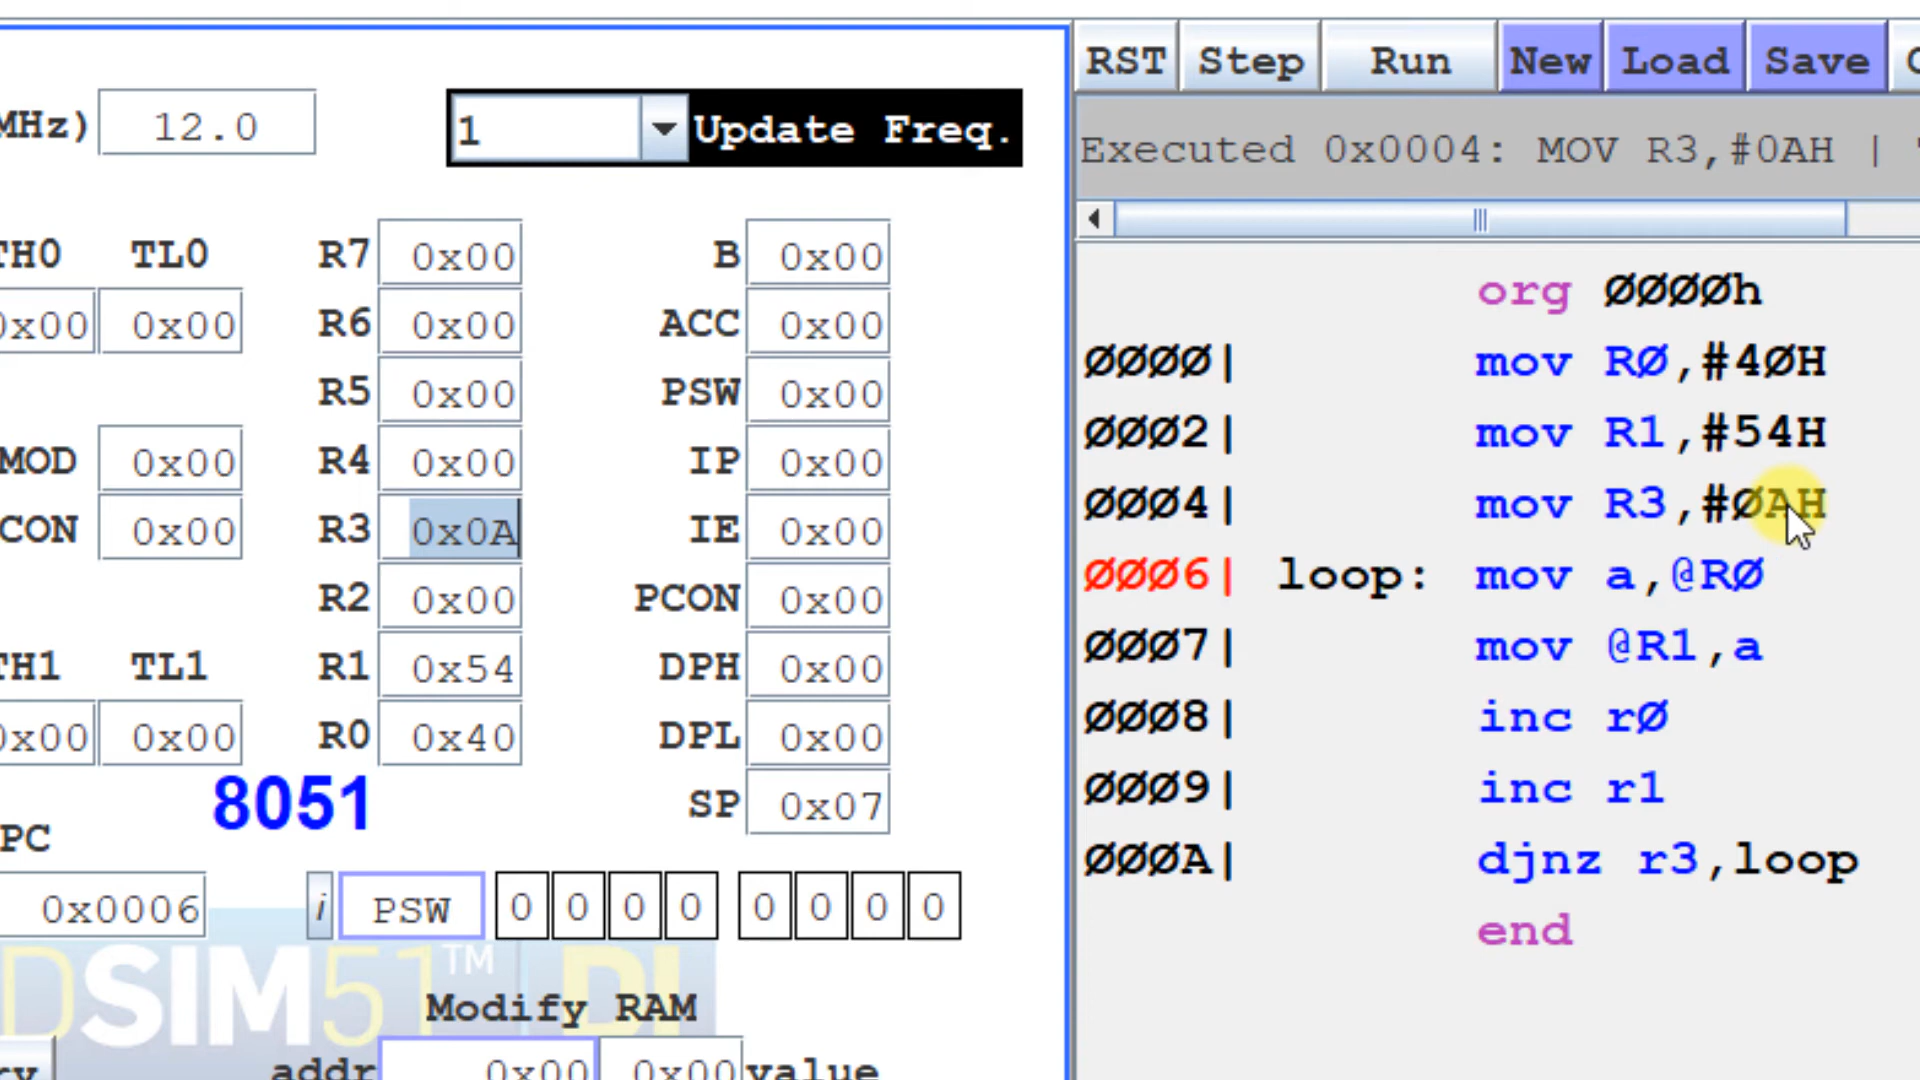 RST Step Run New Load Save
MHz) 12.0 1 Update Freq.
Executed 0x0004: MOV R3,#0AH |
TH0 TL0 R7 0x00 B 0x00
0x00 0x00 R6 0x00 ACC 0x00
R5 0x00 PSW 0x00
MOD 0x00 R4 0x00 IP 0x00
CON 0x00 R3 0x0A IE 0x00
R2 0x00 PCON 0x00
TH1 TL1 R1 0x54 DPH 0x00
0x00 0x00 R0 0x40 DPL 0x00
8051 SP 0x07
PC
0x0006 i PSW 0 0 0 0 0 0 0 0
DSIM51™ DI
Modify RAM
addr 0x00 0x00 value
org 0000h
0000| mov R0,#40H
0002| mov R1,#54H
0004| mov R3,#0AH
0006| loop: mov a,@R0
0007| mov @R1,a
0008| inc r0
0009| inc r1
000A| djnz r3,loop
end